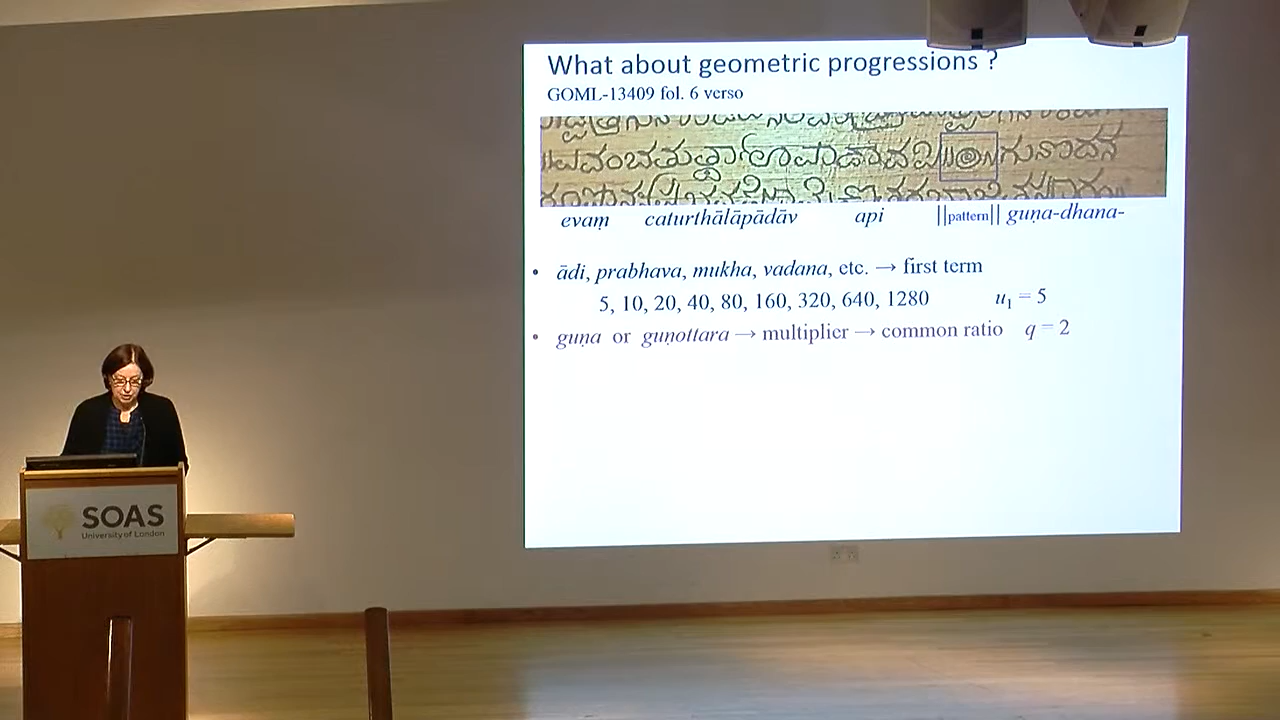 What about geometric progressions ?
GOML-13409 fol. 6 verso
evaṃ caturthālāpādāv api ||pattern|| guṇa-dhana-
• ādi, prabhava, mukha, vadana, etc. → first term
5, 10, 20, 40, 80, 160, 320, 640, 1280 u₁ = 5
• guṇa or guṇottara → multiplier → common ratio q = 2
SOAS
University of London